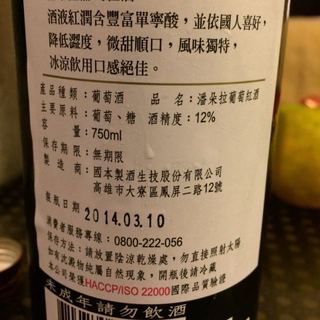 酒液紅潤含豐富單寧酸，並依國人喜好，
降低澀度，微甜順口，風味獨特，
冰涼飲用口感絕佳。
產品種類：葡萄酒 品名：潘朵拉葡萄紅酒
主要原料：葡萄、糖 酒精度：12%
容量：750ml
保存期限：無期限
製造商：國本製酒生技股份有限公司
高雄市大寮區鳳屏二路12號
裝瓶日期 2014.03.10
消費者服務專線：0800-222-056
保存方法：請放置陰涼乾燥處，勿直接照射太陽
如有沈澱物純屬自然現象，開瓶後請冷藏
本公司榮獲HACCP/ISO 22000國際品質驗證
未成年請勿飲酒